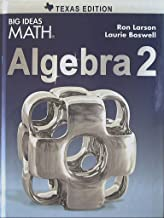 TEXAS EDITION
BIG IDEAS
MATH
Ron Larson
Laurie Boswell
Algebra 2